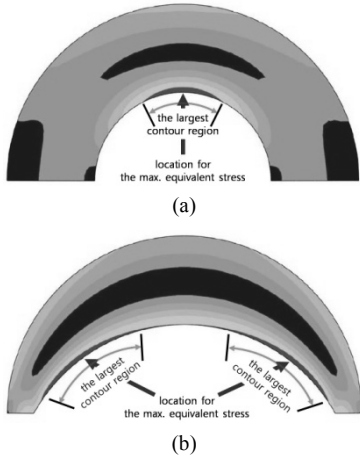 the largest
contour region
location for
the max. equivalent stress
(a)
the largest
contour region
the largest
contour region
location for
the max. equivalent stress
(b)